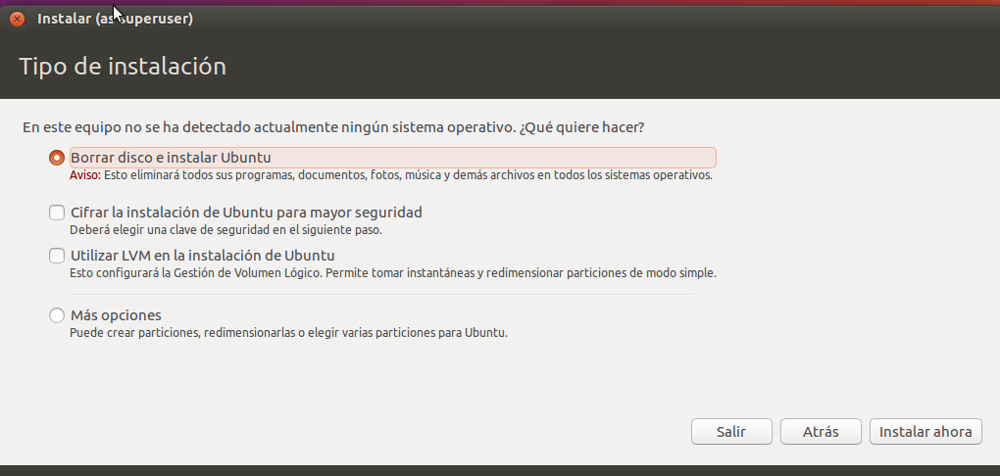 Instalar (as superuser)
Tipo de instalación
En este equipo no se ha detectado actualmente ningún sistema operativo. ¿Qué quiere hacer?
Borrar disco e instalar Ubuntu
Aviso: Esto eliminará todos sus programas, documentos, fotos, música y demás archivos en todos los sistemas operativos.
Cifrar la instalación de Ubuntu para mayor seguridad
Deberá elegir una clave de seguridad en el siguiente paso.
Utilizar LVM en la instalación de Ubuntu
Esto configurará la Gestión de Volumen Lógico. Permite tomar instantáneas y redimensionar particiones de modo simple.
Más opciones
Puede crear particiones, redimensionarlas o elegir varias particiones para Ubuntu.
Salir Atrás Instalar ahora